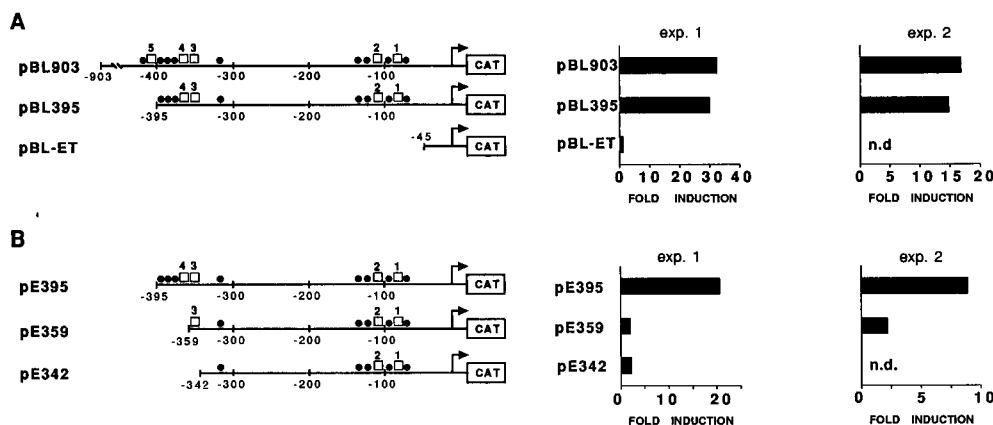 A
exp. 1
exp. 2
5 4 3 2 1
pBL903
CAT
-903 -400 -300 -200 -100
4 3 2 1
pBL395
CAT
-395 -300 -200 -100
-45
pBL-ET
CAT
pBL903
pBL395
pBL-ET
0 10 20 30 40
FOLD INDUCTION
n.d
0 5 10 15 20
FOLD INDUCTION
B
exp. 1
exp. 2
4 3 2 1
pE395
CAT
-395 -300 -200 -100
3 2 1
pE359
CAT
-359 -300 -200 -100
2 1
pE342
CAT
-342 -300 -200 -100
pE395
pE359
pE342
0 10 20
FOLD INDUCTION
n.d.
0 5 10
FOLD INDUCTION